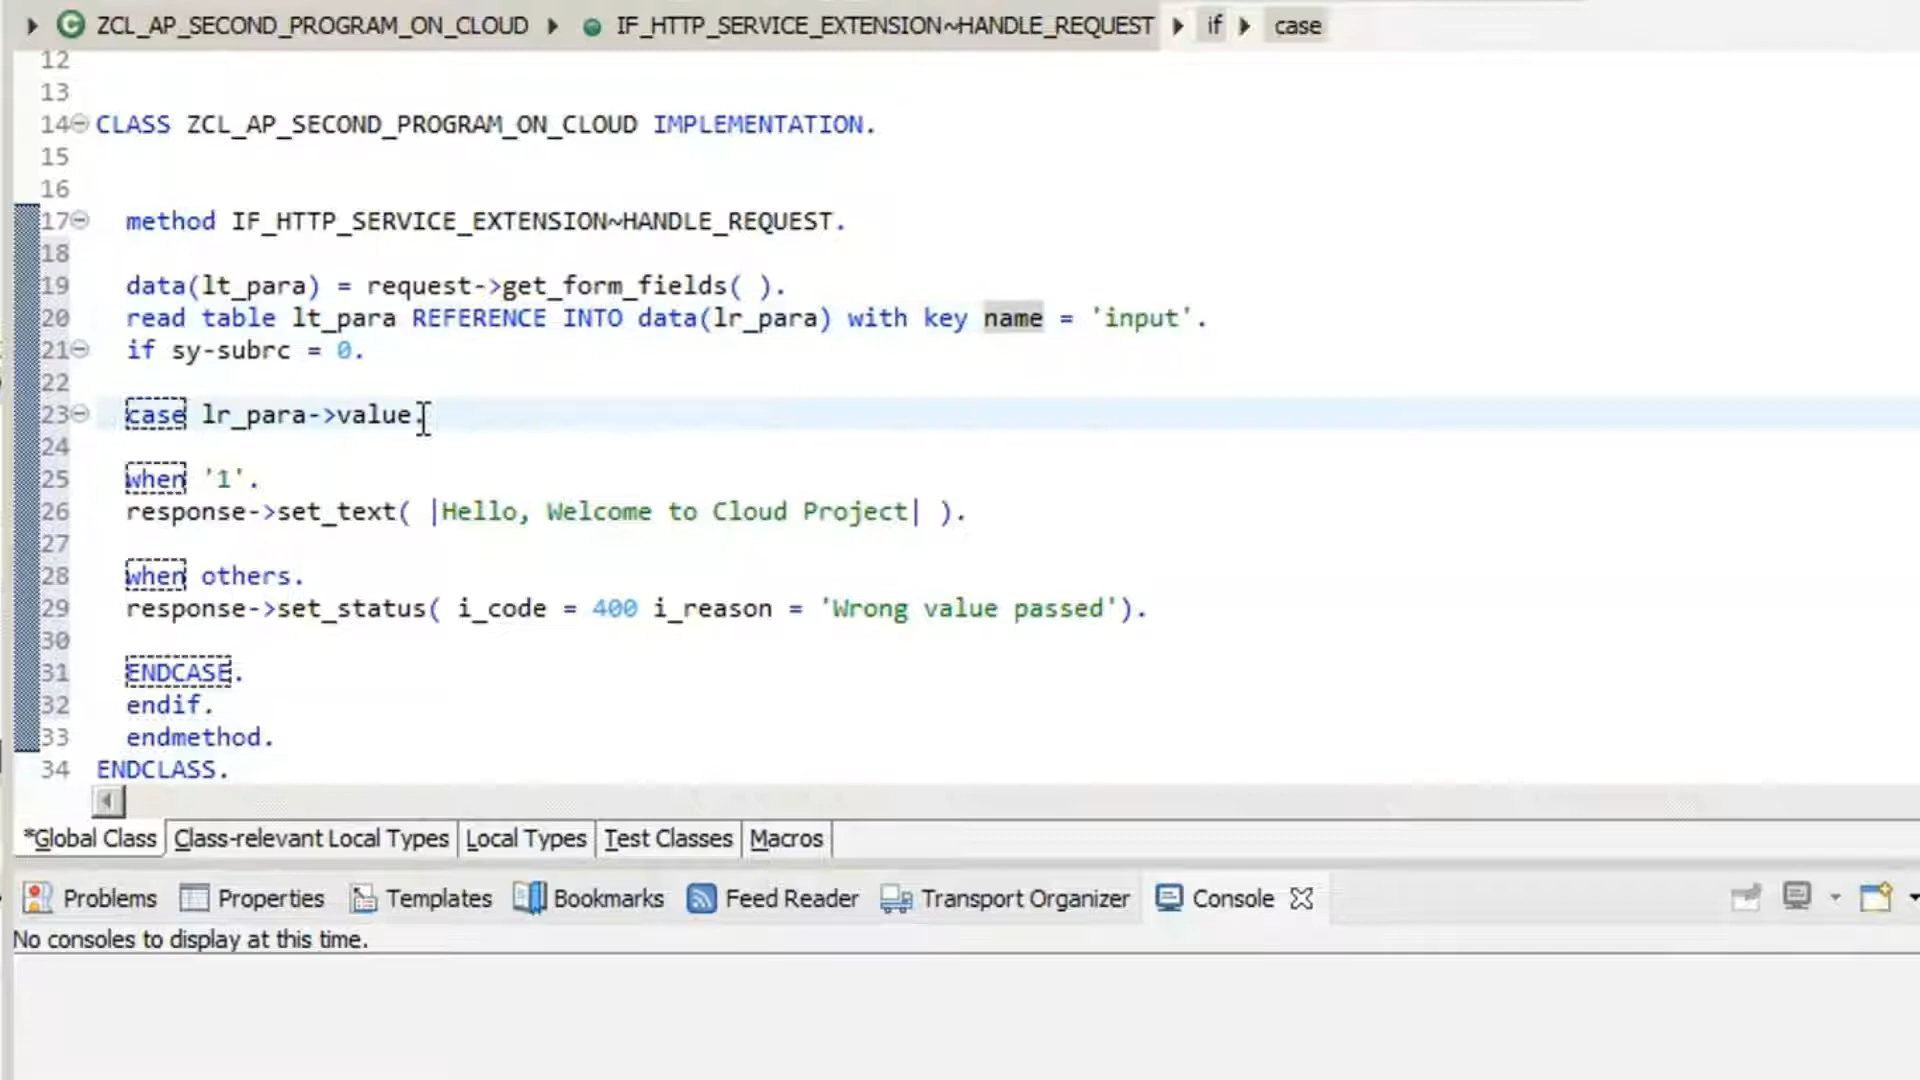 ZCL_AP_SECOND_PROGRAM_ON_CLOUD IF_HTTP_SERVICE_EXTENSION~HANDLE_REQUEST if case
12
13
14 CLASS ZCL_AP_SECOND_PROGRAM_ON_CLOUD IMPLEMENTATION.
15
16
17 method IF_HTTP_SERVICE_EXTENSION~HANDLE_REQUEST.
18
19 data(lt_para) = request->get_form_fields( ).
20 read table lt_para REFERENCE INTO data(lr_para) with key name = 'input'.
21 if sy-subrc = 0.
22
23 case lr_para->value.
24
25 when '1'.
26 response->set_text( |Hello, Welcome to Cloud Project| ).
27
28 when others.
29 response->set_status( i_code = 400 i_reason = 'Wrong value passed').
30
31 ENDCASE.
32 endif.
33 endmethod.
34 ENDCLASS.
*Global Class Class-relevant Local Types Local Types Test Classes Macros
Problems Properties Templates Bookmarks Feed Reader Transport Organizer Console
No consoles to display at this time.